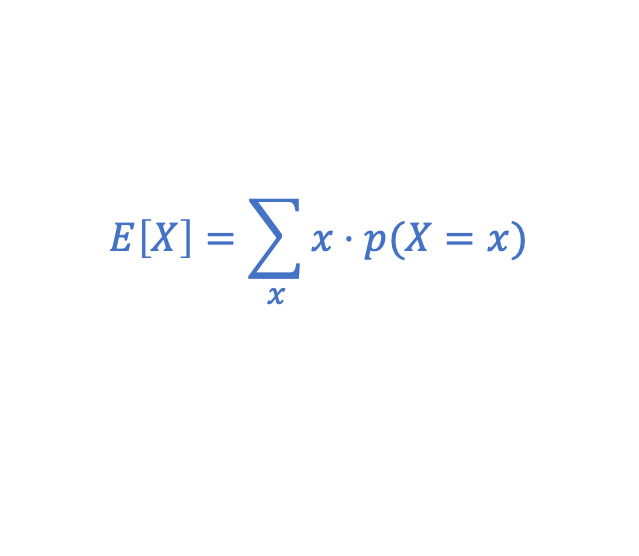 E[X] = ∑ x · p(X = x)
x